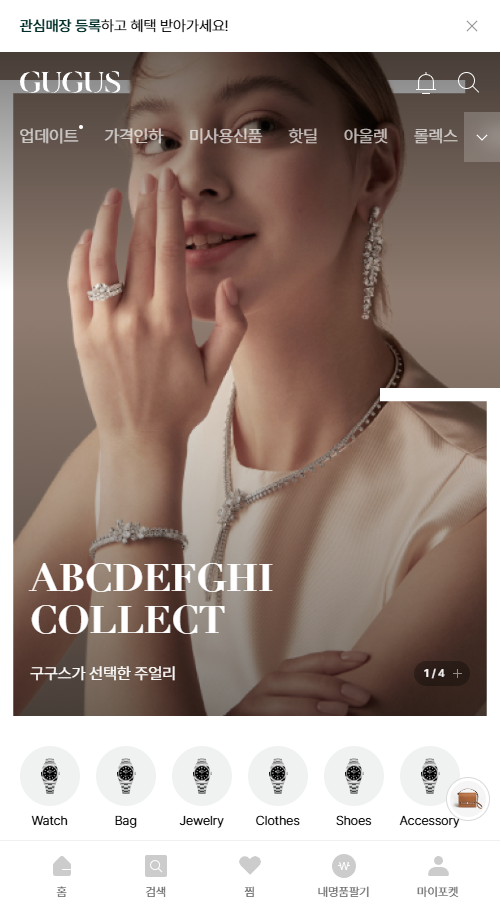 관심매장 등록하고 혜택 받아가세요!
GUGUS
업데이트 가격인하 미사용신품 핫딜 아울렛 롤렉스
ABCDEFGHI
COLLECT
구구스가 선택한 주얼리
1/4 +
Watch Bag Jewelry Clothes Shoes Accessory
홈 검색 찜 내명품팔기 마이포켓